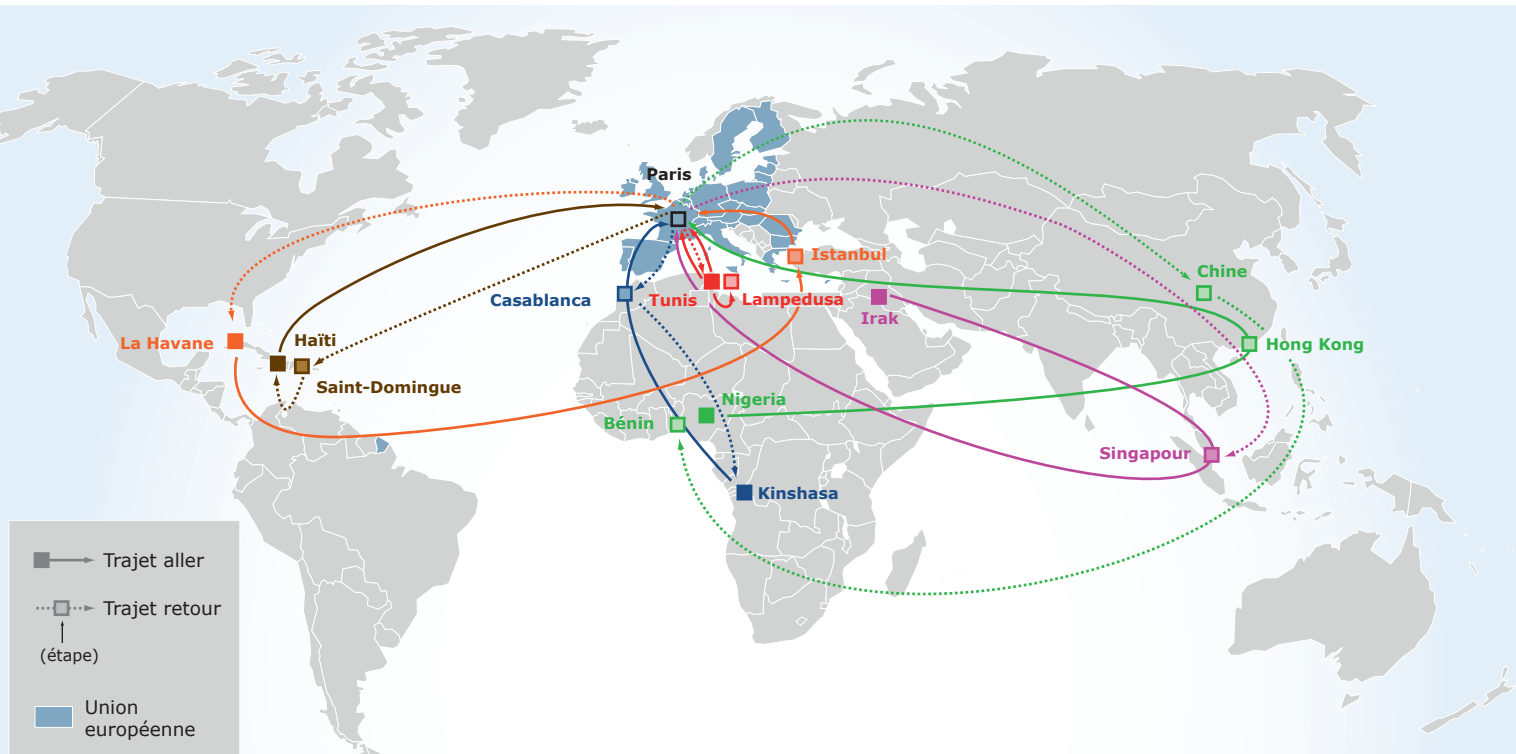 Paris
Istanbul
Chine
Casablanca
Tunis
Lampedusa
Irak
La Havane
Haïti
Hong Kong
Saint-Domingue
Nigeria
Bénin
Singapour
Kinshasa
Trajet aller
Trajet retour
(étape)
Union
européenne